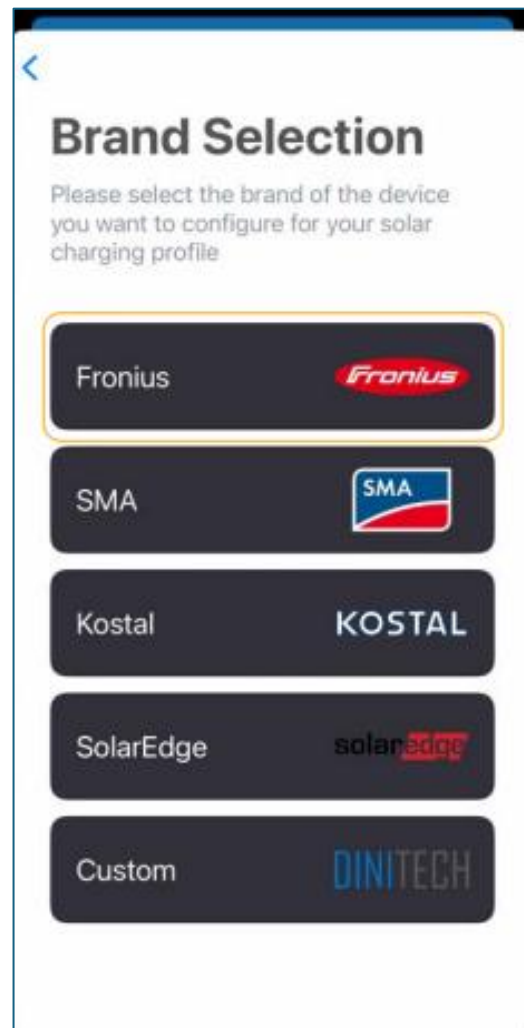 Brand Selection
Please select the brand of the device
you want to configure for your solar
charging profile
Fronius Fronius
SMA SMA
Kostal KOSTAL
SolarEdge solaredge
Custom DINITECH